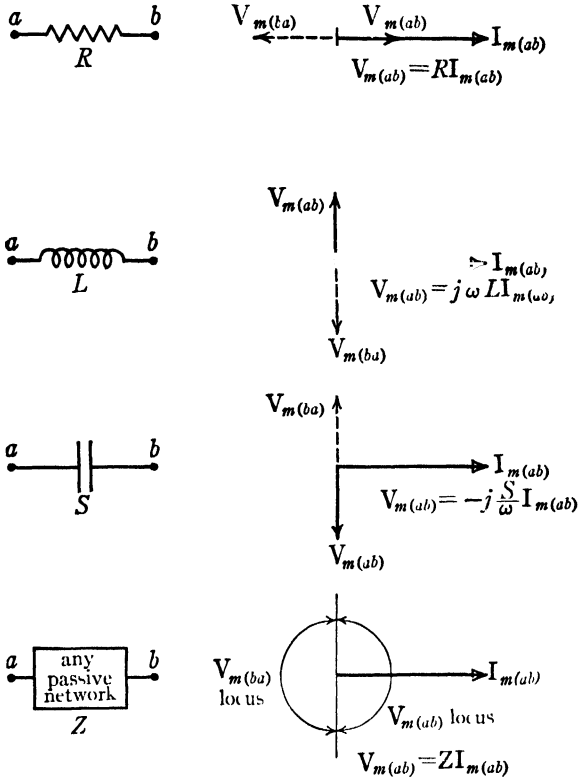 a b V_m(ba) V_m(ab) I_m(ab)
R V_m(ab) = RI_m(ab)
V_m(ab)
a b I_m(ab)
L V_m(ab) = jωLI
V_m(ba)
V_m(ba)
a b I_m(ab)
S V_m(ab) = -j S/ω I_m(ab)
V_m(ab)
a any b V_m(ba) I_m(ab)
passive locus
network
Z V_m(ab) locus
V_m(ab) = ZI_m(ab)